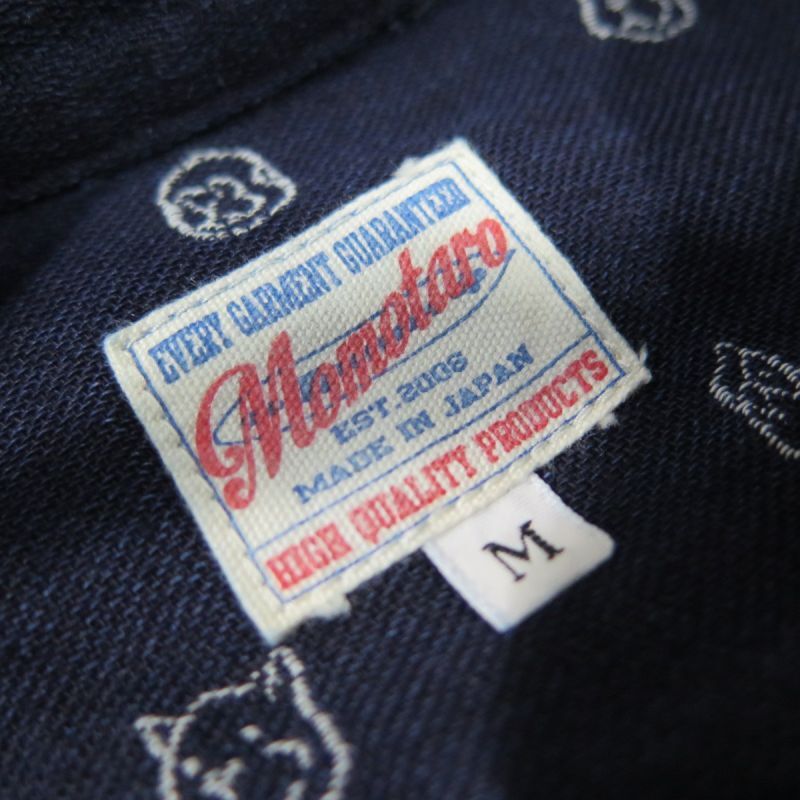 EVERY GARMENT GUARANTEED
Momotaro
EST.2006
MADE IN JAPAN
HIGH QUALITY PRODUCTS
M